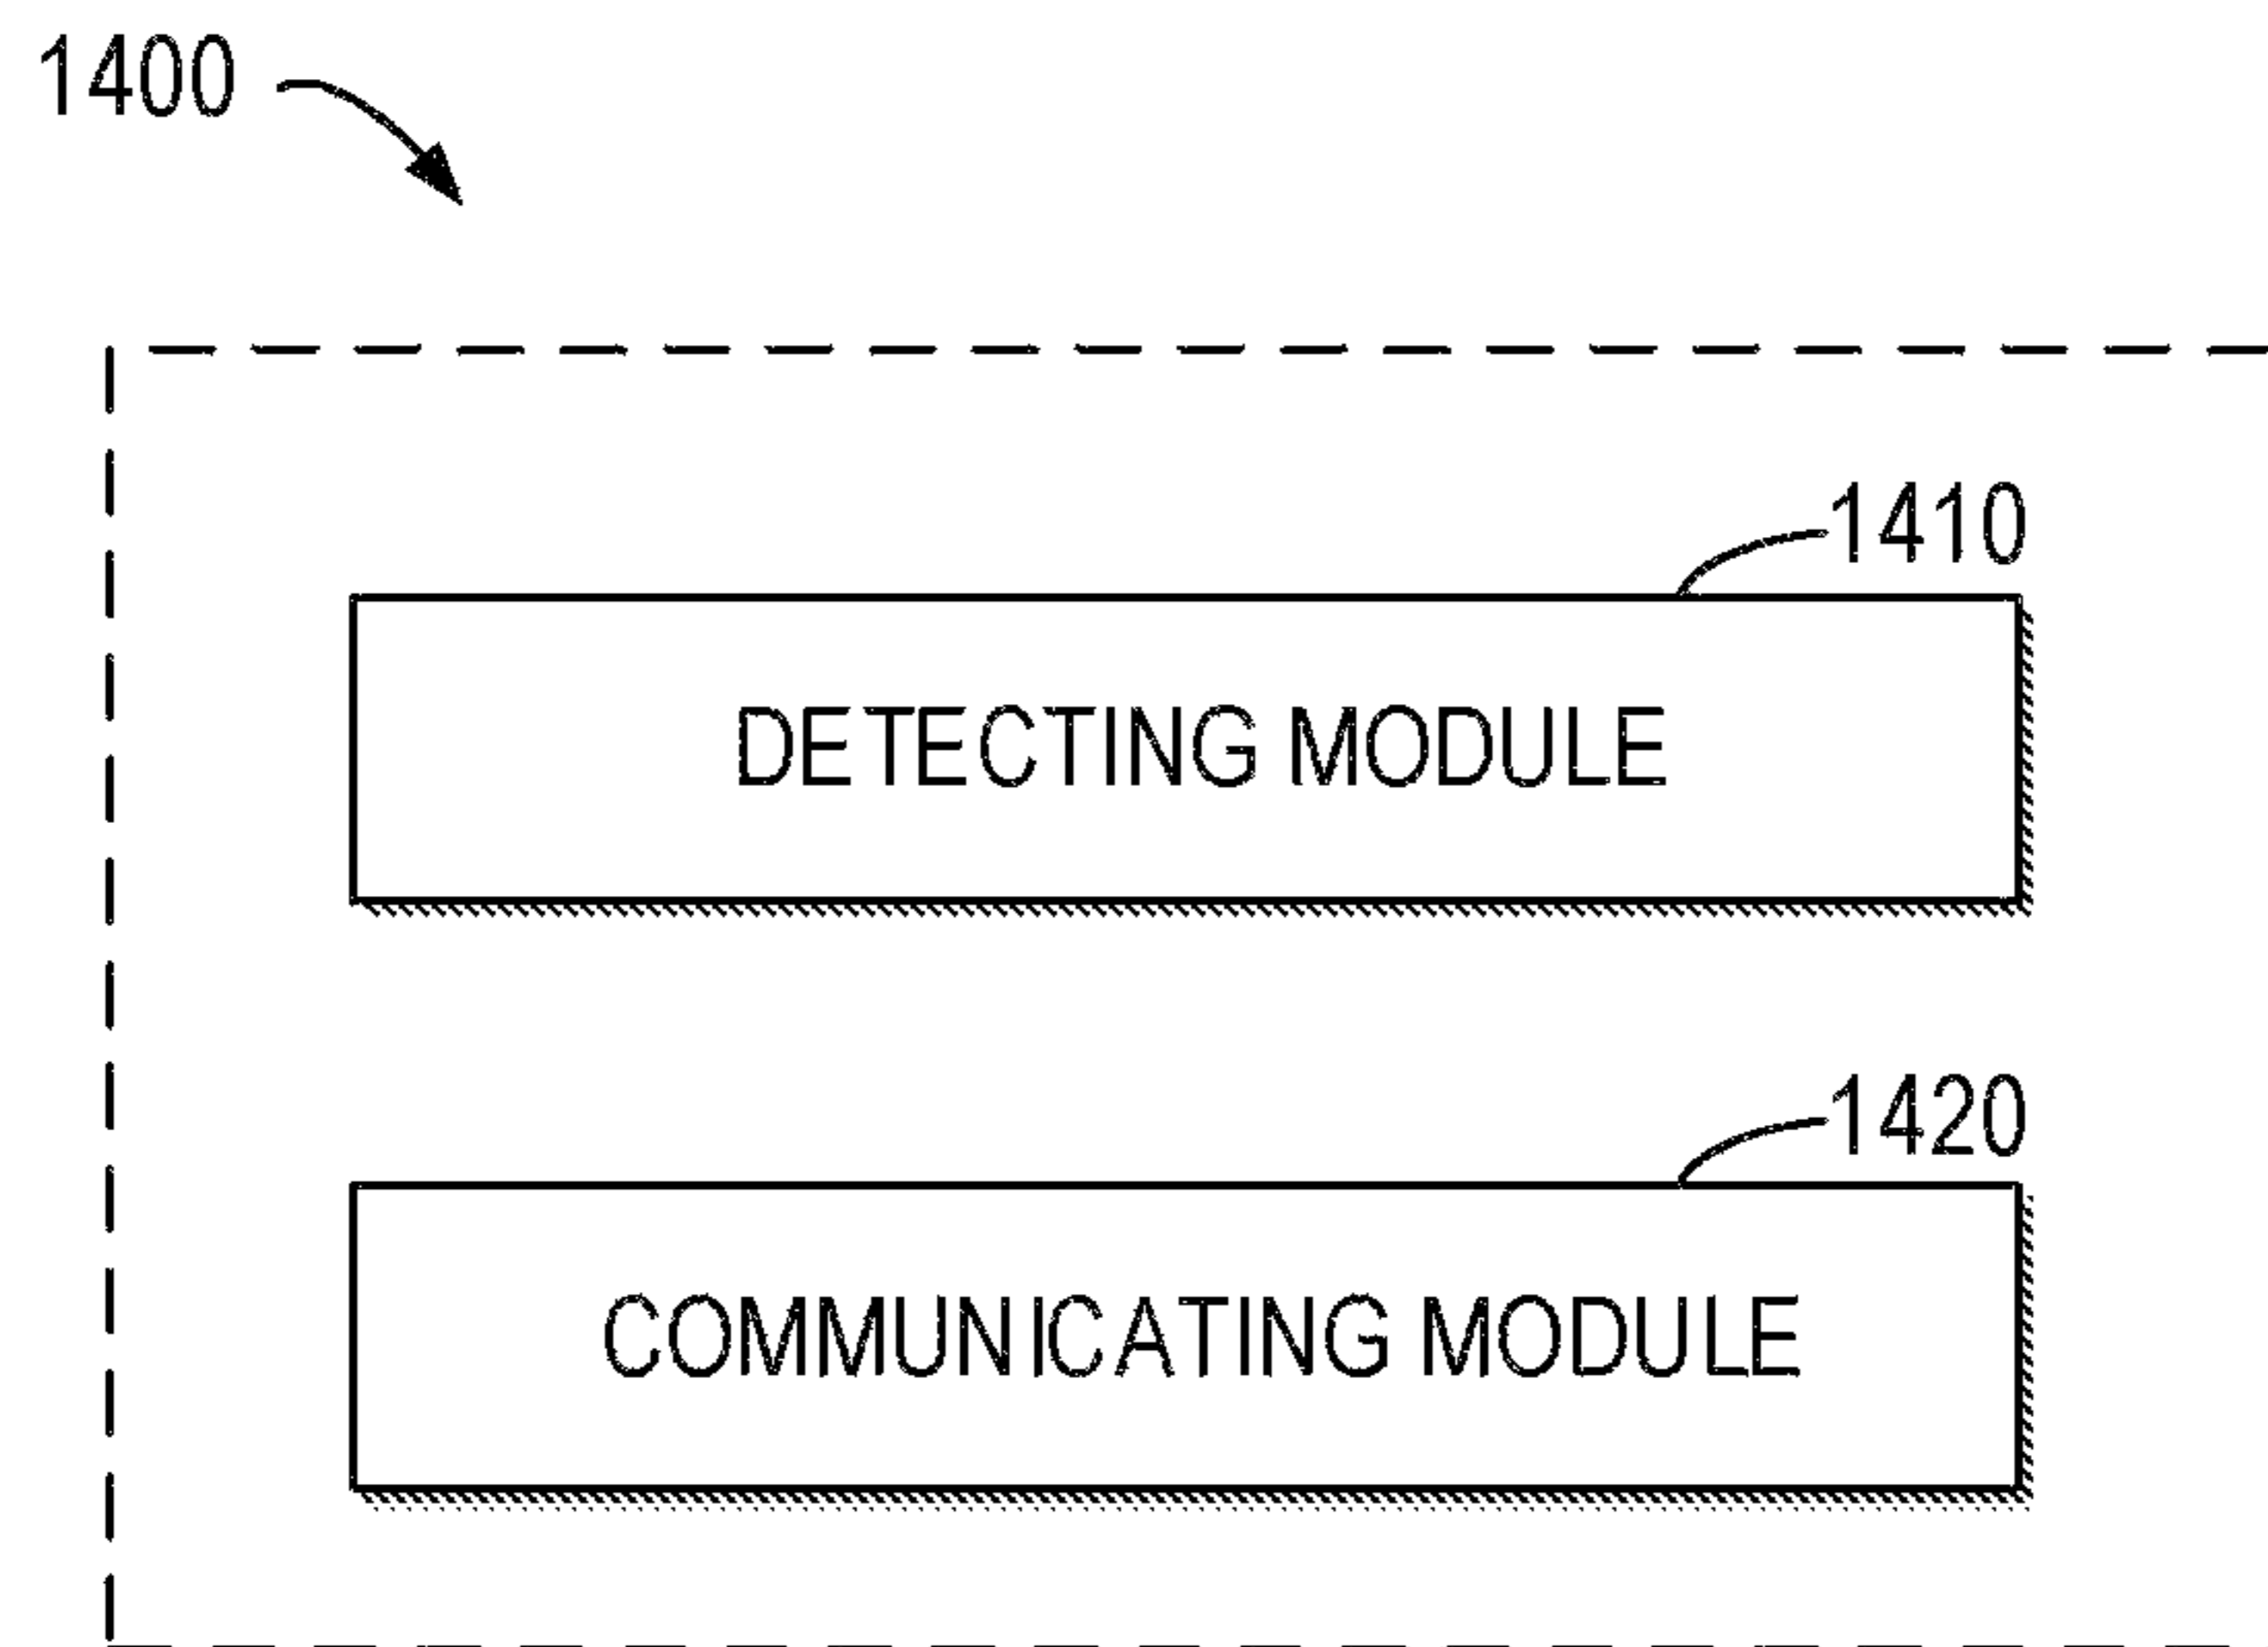 1400
1410
DETECTING MODULE
1420
COMMUNICATING MODULE